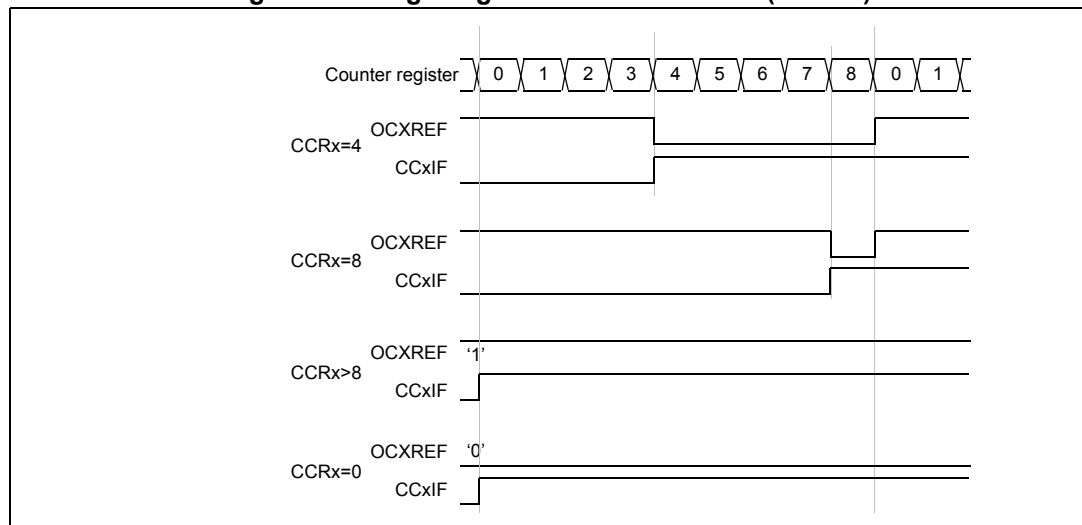 Counter register 0 1 2 3 4 5 6 7 8 0 1
OCXREF
CCRx=4
CCxIF
OCXREF
CCRx=8
CCxIF
OCXREF ‘1’
CCRx>8
CCxIF
OCXREF ‘0’
CCRx=0
CCxIF